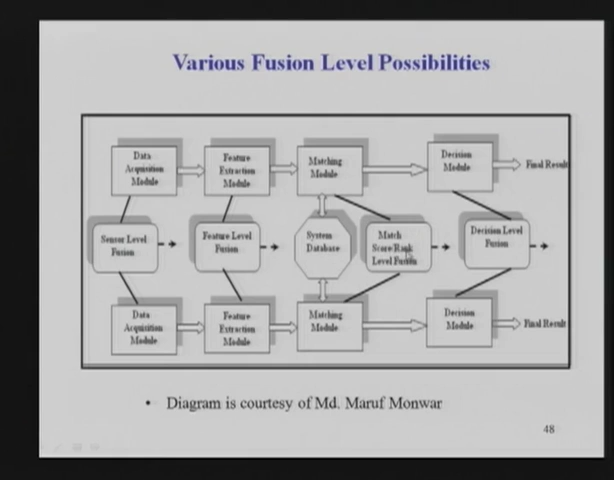 Various Fusion Level Possibilities
Data
Acquisition
Module
Feature
Extraction
Module
Matching
Module
Decision
Module
Final Result
Sensor Level
Fusion
Feature Level
Fusion
System
Database
Match
Score/Rank
Level Fusion
Decision Level
Fusion
Data
Acquisition
Module
Feature
Extraction
Module
Matching
Module
Decision
Module
Final Result
• Diagram is courtesy of Md. Maruf Monwar
48